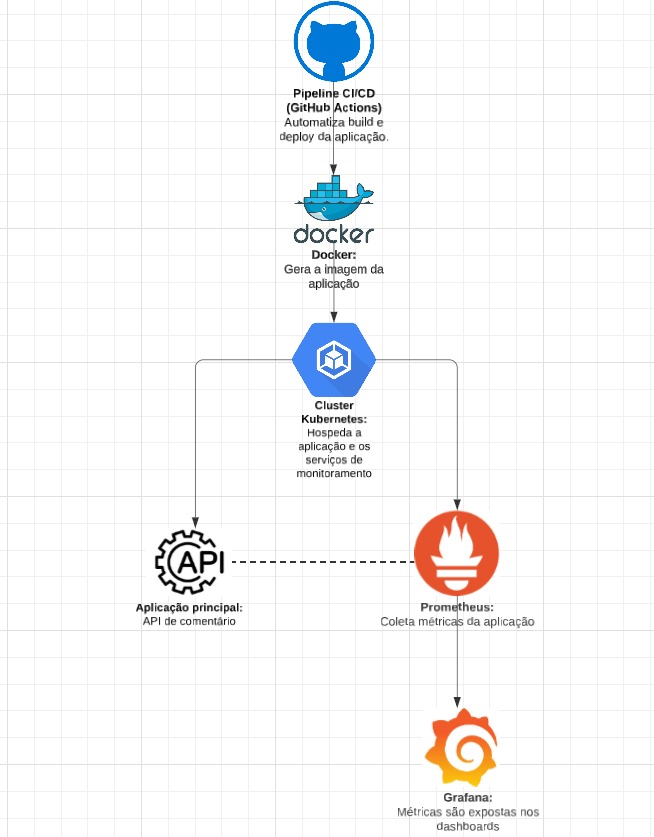 Pipeline CI/CD
(GitHub Actions)
Automatiza build e
deploy da aplicação.
docker
Docker:
Gera a imagem da
aplicação
Cluster
Kubernetes:
Hospeda a
aplicação e os
serviços de
monitoramento
API
Aplicação principal:
API de comentário
Prometheus:
Coleta métricas da aplicação
Grafana:
Métricas são expostas nos
dashboards